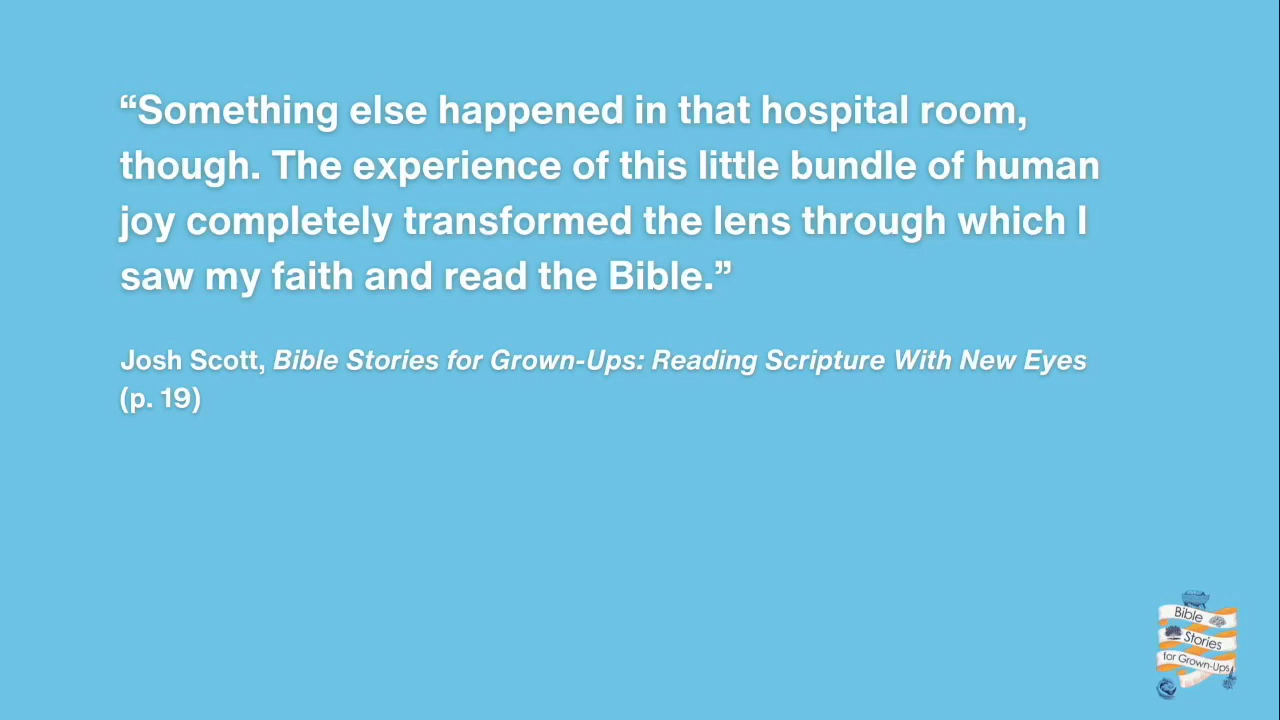 “Something else happened in that hospital room,
though. The experience of this little bundle of human
joy completely transformed the lens through which I
saw my faith and read the Bible.”
Josh Scott, Bible Stories for Grown-Ups: Reading Scripture With New Eyes
(p. 19)
Bible
Stories
for Grown-Ups